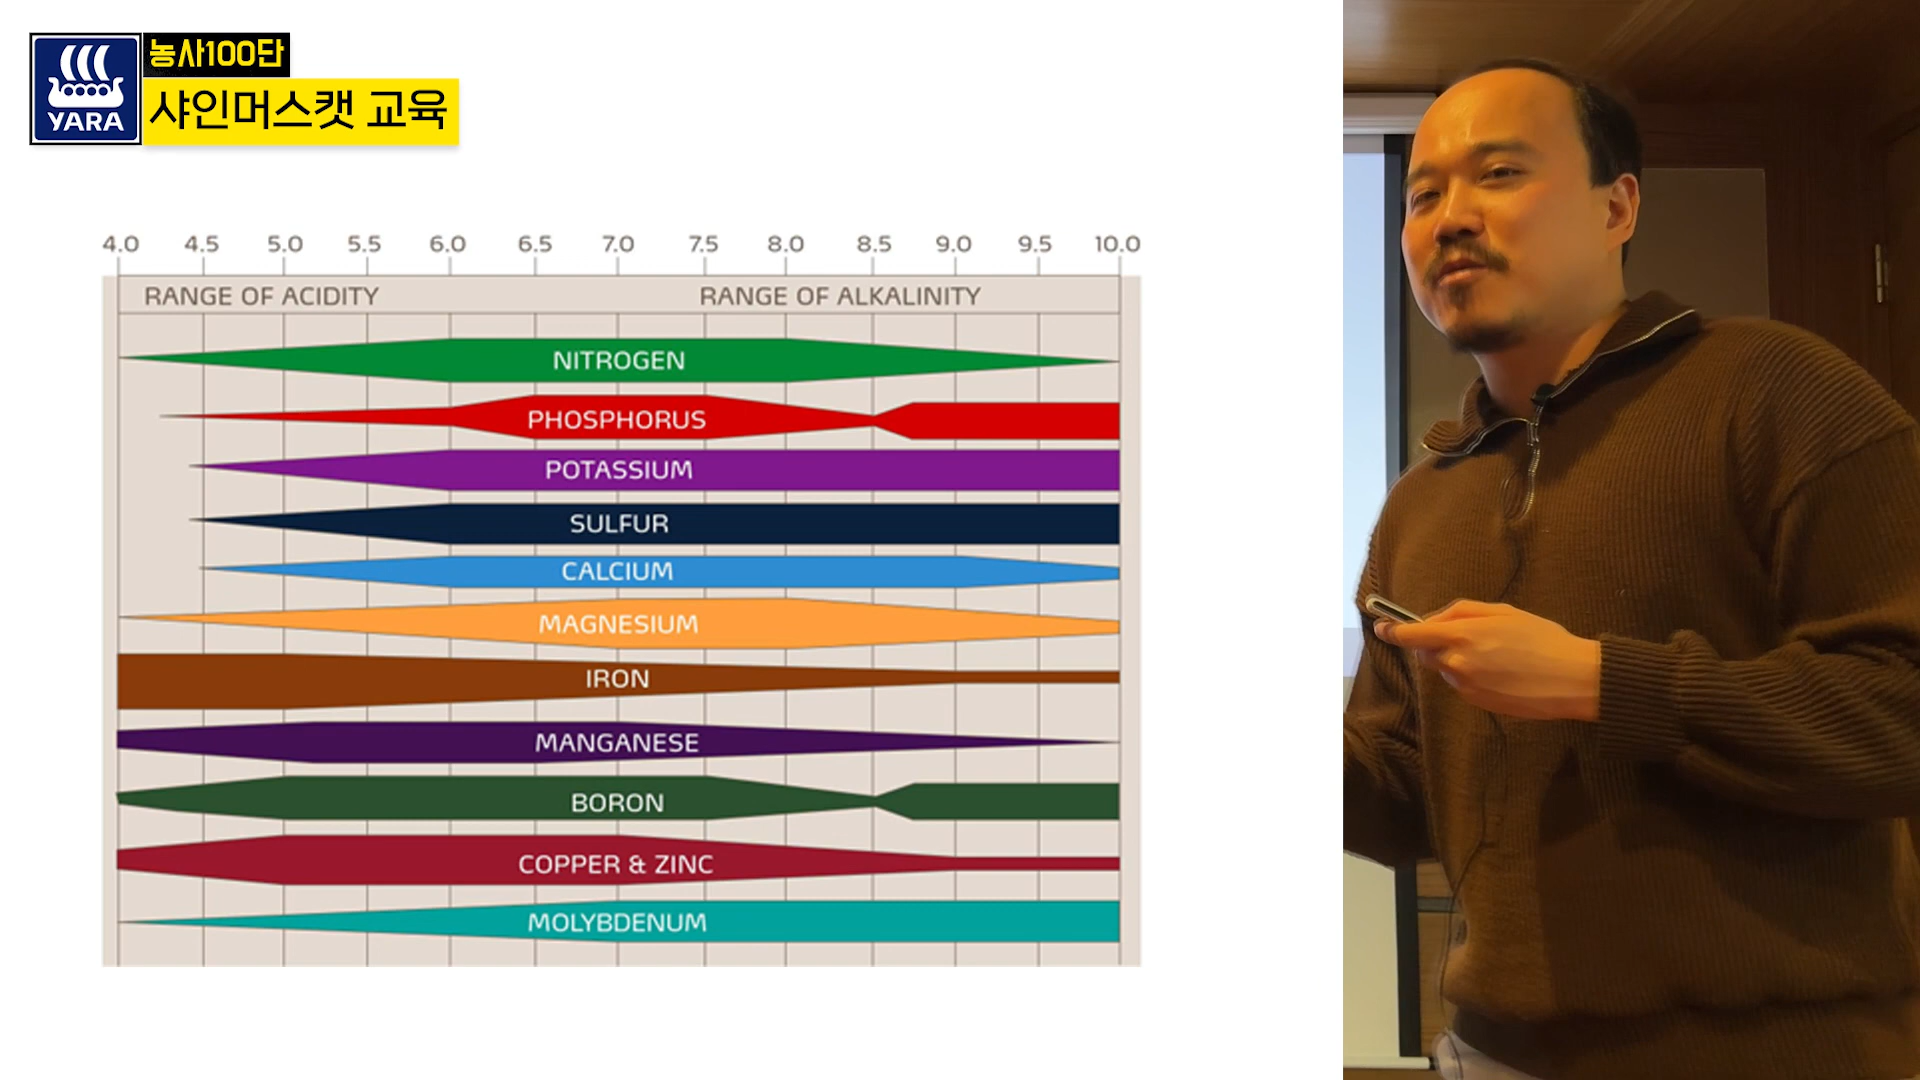 농사100단
YARA
샤인머스캣 교육
4.0 4.5 5.0 5.5 6.0 6.5 7.0 7.5 8.0 8.5 9.0 9.5 10.0
RANGE OF ACIDITY RANGE OF ALKALINITY
NITROGEN
PHOSPHORUS
POTASSIUM
SULFUR
CALCIUM
MAGNESIUM
IRON
MANGANESE
BORON
COPPER & ZINC
MOLYBDENUM